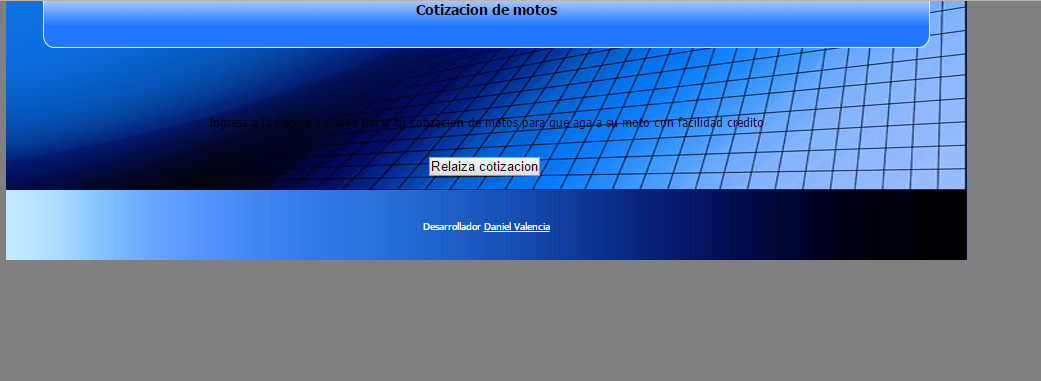 Cotizacion de motos
Ingresa a la pagina y puede hacer tu cotizacion de motos para que aga a su moto con facilidad credito
Relaiza cotizacion
Desarrollador Daniel Valencia